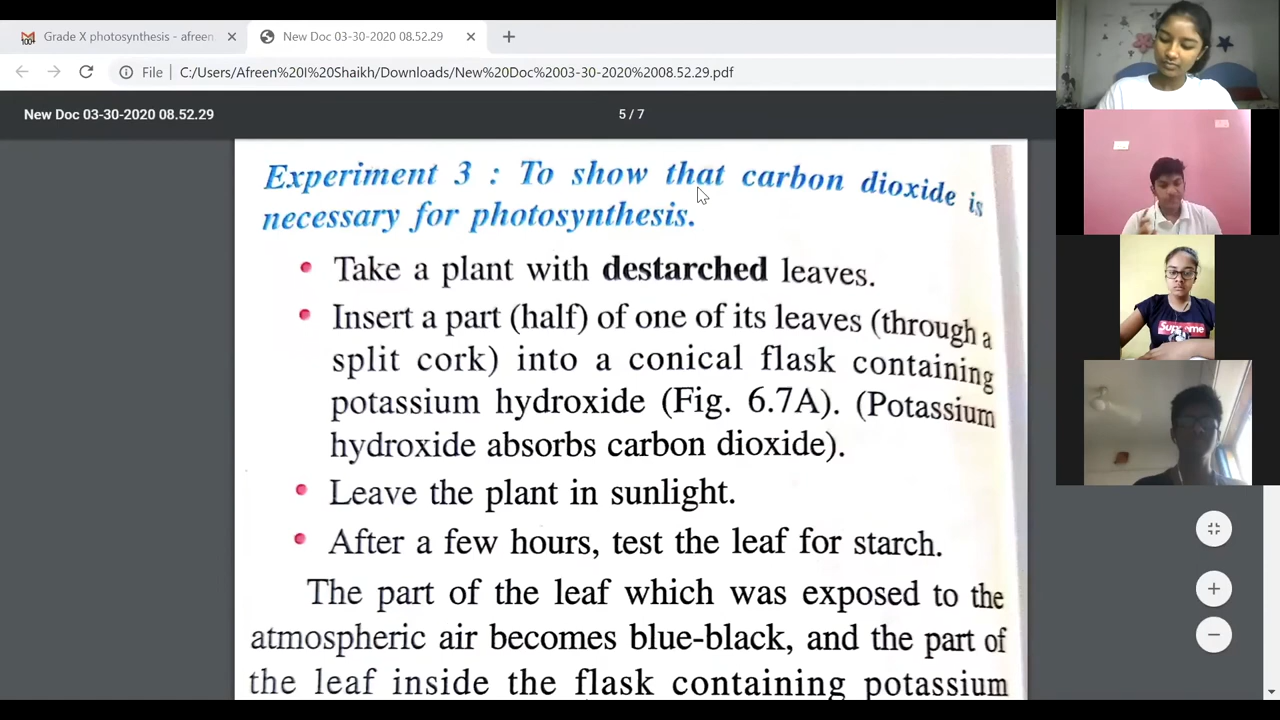 Grade X photosynthesis - afreen
New Doc 03-30-2020 08.52.29
File | C:/Users/Afreen%20I%20Shaikh/Downloads/New%20Doc%2003-30-2020%2008.52.29.pdf
New Doc 03-30-2020 08.52.29
5 / 7
Experiment 3 : To show that carbon dioxide is
necessary for photosynthesis.
• Take a plant with destarched leaves.
• Insert a part (half) of one of its leaves (through a
split cork) into a conical flask containing
potassium hydroxide (Fig. 6.7A). (Potassium
hydroxide absorbs carbon dioxide).
• Leave the plant in sunlight.
• After a few hours, test the leaf for starch.
The part of the leaf which was exposed to the
atmospheric air becomes blue-black, and the part of
the leaf inside the flask containing potassium
Supreme